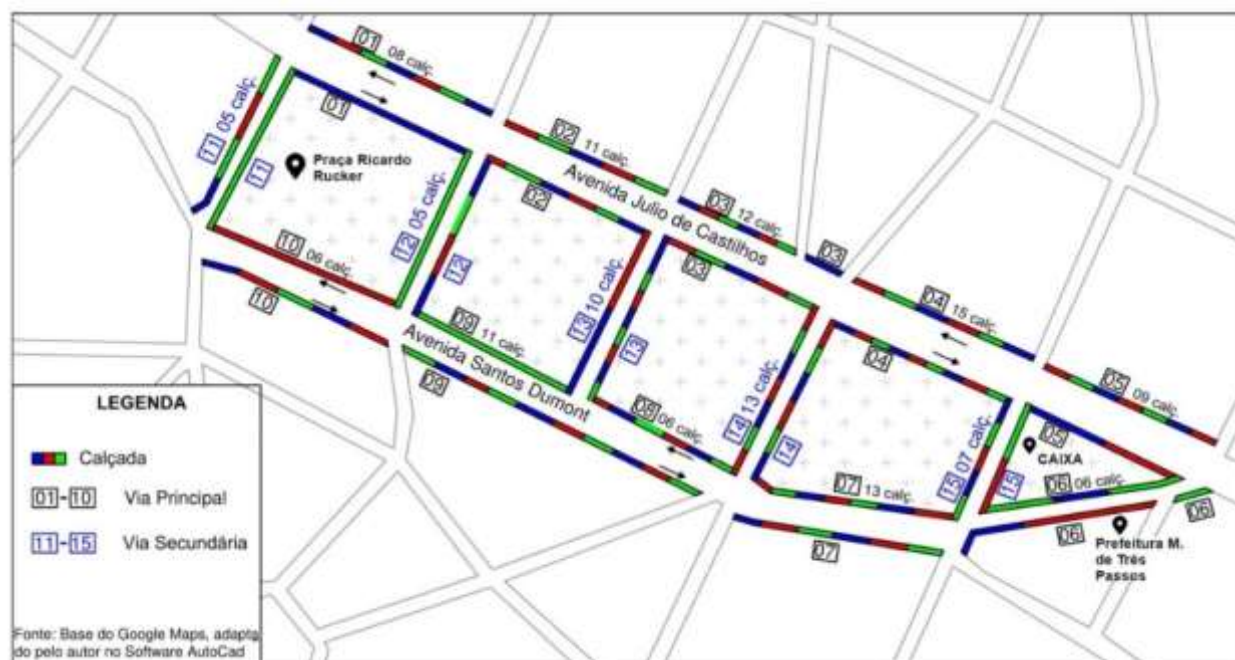 01 08 calç.
01
02 11 calç.
11 05 calç.
11
Praça Ricardo
Rucker
Avenida Julio de Castilhos
02
03 12 calç.
03
12 05 calç.
12
10 06 calç.
10
03
04 15 calç.
13 10 calç.
13
09 11 calç.
Avenida Santos Dumont
09
04
05 09 calç.
14 13 calç.
14
08 06 calç.
05
CAIXA
15 07 calç.
15
06 06 calç.
07 13 calç.
07
06
06
Prefeitura M.
de Três
Passos
LEGENDA
Calçada
01-10 Via Principal
11-15 Via Secundária
Fonte: Base do Google Maps, adapta
do pelo autor no Software AutoCad